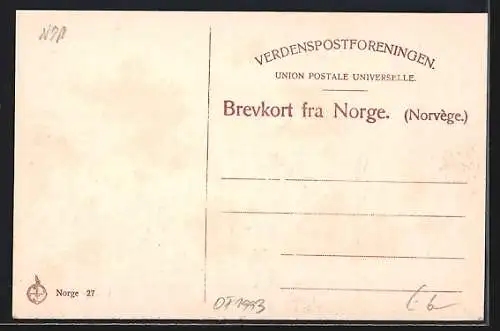 VERDENSPOSTFORENINGEN.
UNION POSTALE UNIVERSELLE.
Brevkort fra Norge. (Norvège.)
Norge 27